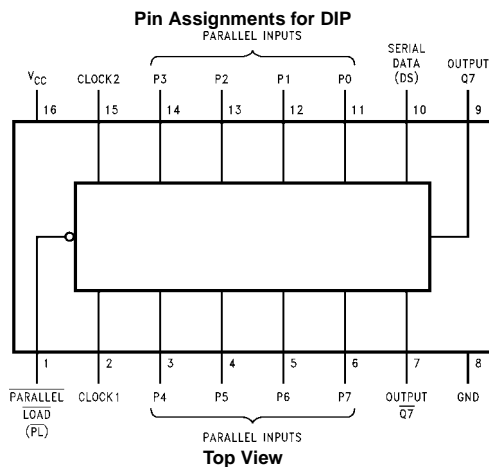 Pin Assignments for DIP
PARALLEL INPUTS
SERIAL
DATA
(DS)
OUTPUT
Q7
VCC CLOCK2 P3 P2 P1 P0
16 15 14 13 12 11 10 9
1 2 3 4 5 6 7 8
PARALLEL
LOAD
(PL)
CLOCK1 P4 P5 P6 P7 OUTPUT
Q7
GND
PARALLEL INPUTS
Top View